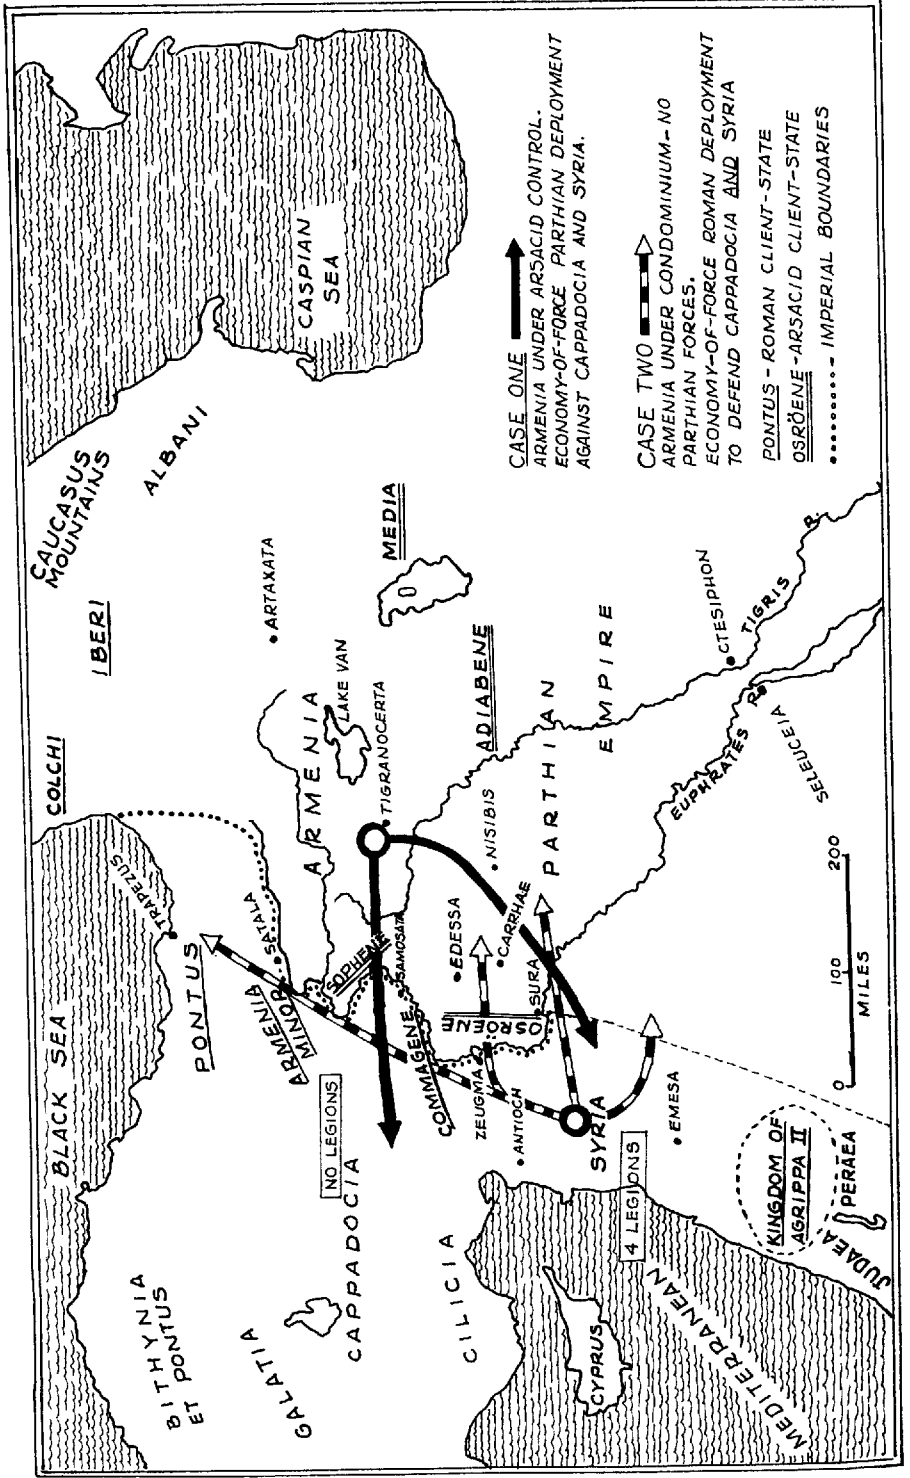 CAUCASUS
MOUNTAINS
ALBANI
CASPIAN
SEA
IBERI
COLCHI
BLACK SEA
TRAPEZUS
PONTUS
SATALA
ARMENIA
MINOR
BITHYNIA
ET PONTUS
GALATIA
CAPPADOCIA
NO LEGIONS
SOPHENE
SAMOSATA
COMMAGENE
ARMENIA
LAKE VAN
TIGRANOCERTA
ARTAXATA
MEDIA
ADIABENE
NISIBIS
EDESSA
CARRHAE
OSROENE
SURA
ZEUGMA
ANTIOCH
CILICIA
CYPRUS
MEDITERRANEAN
SYRIA
4 LEGIONS
EMESA
KINGDOM OF
AGRIPPA II
PERAEA
JUDAEA
PARTHIAN
EMPIRE
EUPHRATES R.
SELEUCEIA
CTESIPHON
TIGRIS R.
CASE ONE
ARMENIA UNDER ARSACID CONTROL.
ECONOMY-OF-FORCE PARTHIAN DEPLOYMENT
AGAINST CAPPADOCIA AND SYRIA.
CASE TWO
ARMENIA UNDER CONDOMINIUM-NO
PARTHIAN FORCES.
ECONOMY-OF-FORCE ROMAN DEPLOYMENT
TO DEFEND CAPPADOCIA AND SYRIA
PONTUS-ROMAN CLIENT-STATE
OSRÖENE-ARSACID CLIENT-STATE
- IMPERIAL BOUNDARIES
0 100 200
MILES